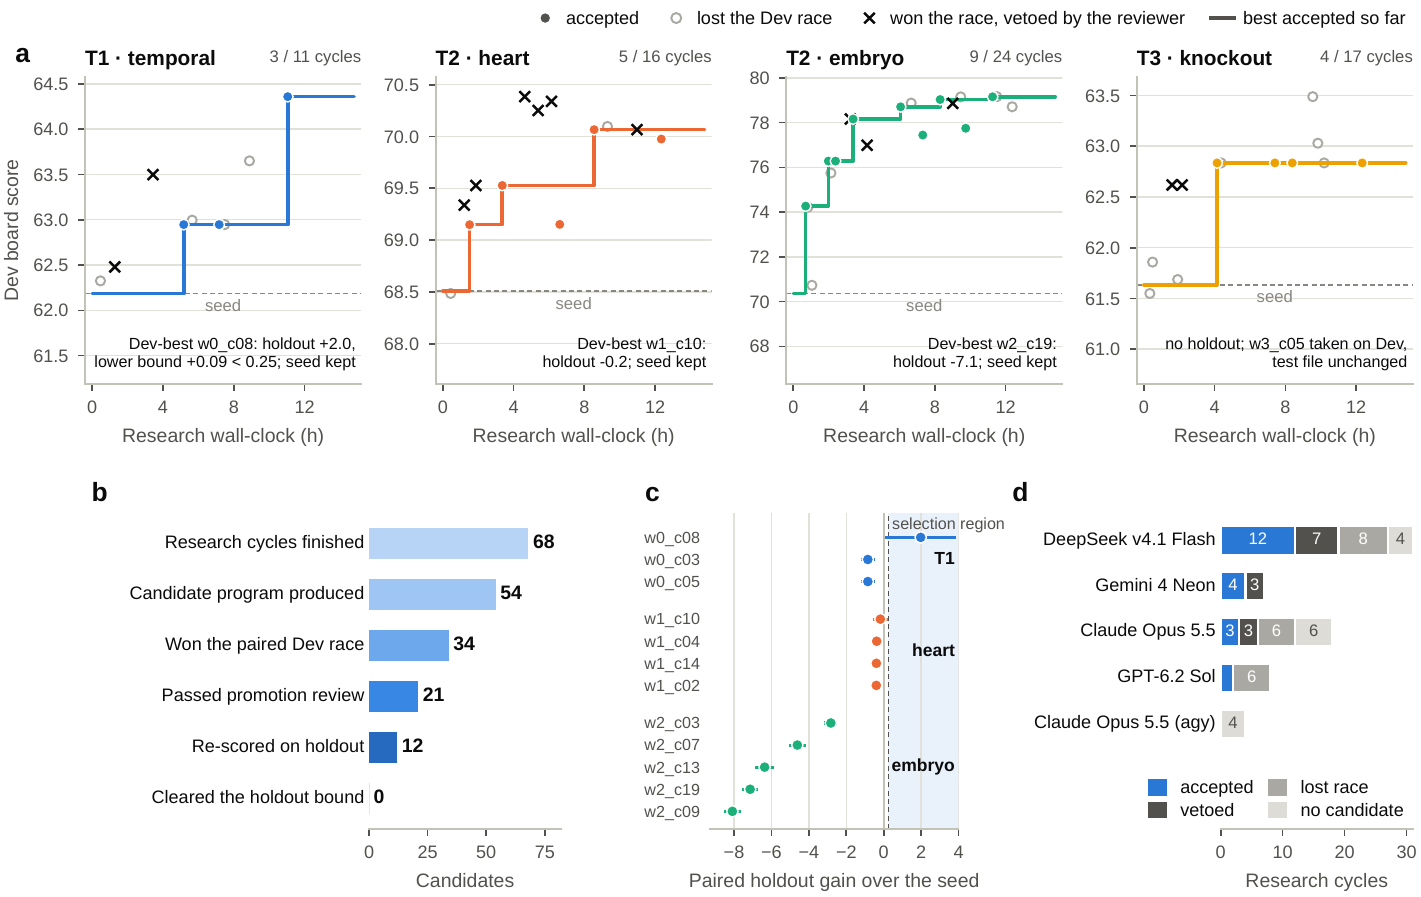 accepted
lost the Dev race
won the race, vetoed by the reviewer
best accepted so far
a
T1 · temporal
3 / 11 cycles
Dev board score
64.5
64.0
63.5
63.0
62.5
62.0
61.5
seed
Dev-best w0_c08: holdout +2.0,
lower bound +0.09 < 0.25; seed kept
0 4 8 12
Research wall-clock (h)
T2 · heart
5 / 16 cycles
70.5
70.0
69.5
69.0
68.5
68.0
seed
Dev-best w1_c10:
holdout -0.2; seed kept
0 4 8 12
Research wall-clock (h)
T2 · embryo
9 / 24 cycles
80
78
76
74
72
70
68
seed
Dev-best w2_c19:
holdout -7.1; seed kept
0 4 8 12
Research wall-clock (h)
T3 · knockout
4 / 17 cycles
63.5
63.0
62.5
62.0
61.5
61.0
seed
no holdout; w3_c05 taken on Dev,
test file unchanged
0 4 8 12
Research wall-clock (h)
b
Research cycles finished 68
Candidate program produced 54
Won the paired Dev race 34
Passed promotion review 21
Re-scored on holdout 12
Cleared the holdout bound 0
0 25 50 75
Candidates
c
selection region
w0_c08
w0_c03
w0_c05
T1
w1_c10
w1_c04
w1_c14
w1_c02
heart
w2_c03
w2_c07
w2_c13
w2_c19
w2_c09
embryo
−8 −6 −4 −2 0 2 4
Paired holdout gain over the seed
d
DeepSeek v4.1 Flash 12 7 8 4
Gemini 4 Neon 4 3
Claude Opus 5.5 3 3 6 6
GPT-6.2 Sol 6
Claude Opus 5.5 (agy) 4
accepted
lost race
vetoed
no candidate
0 10 20 30
Research cycles